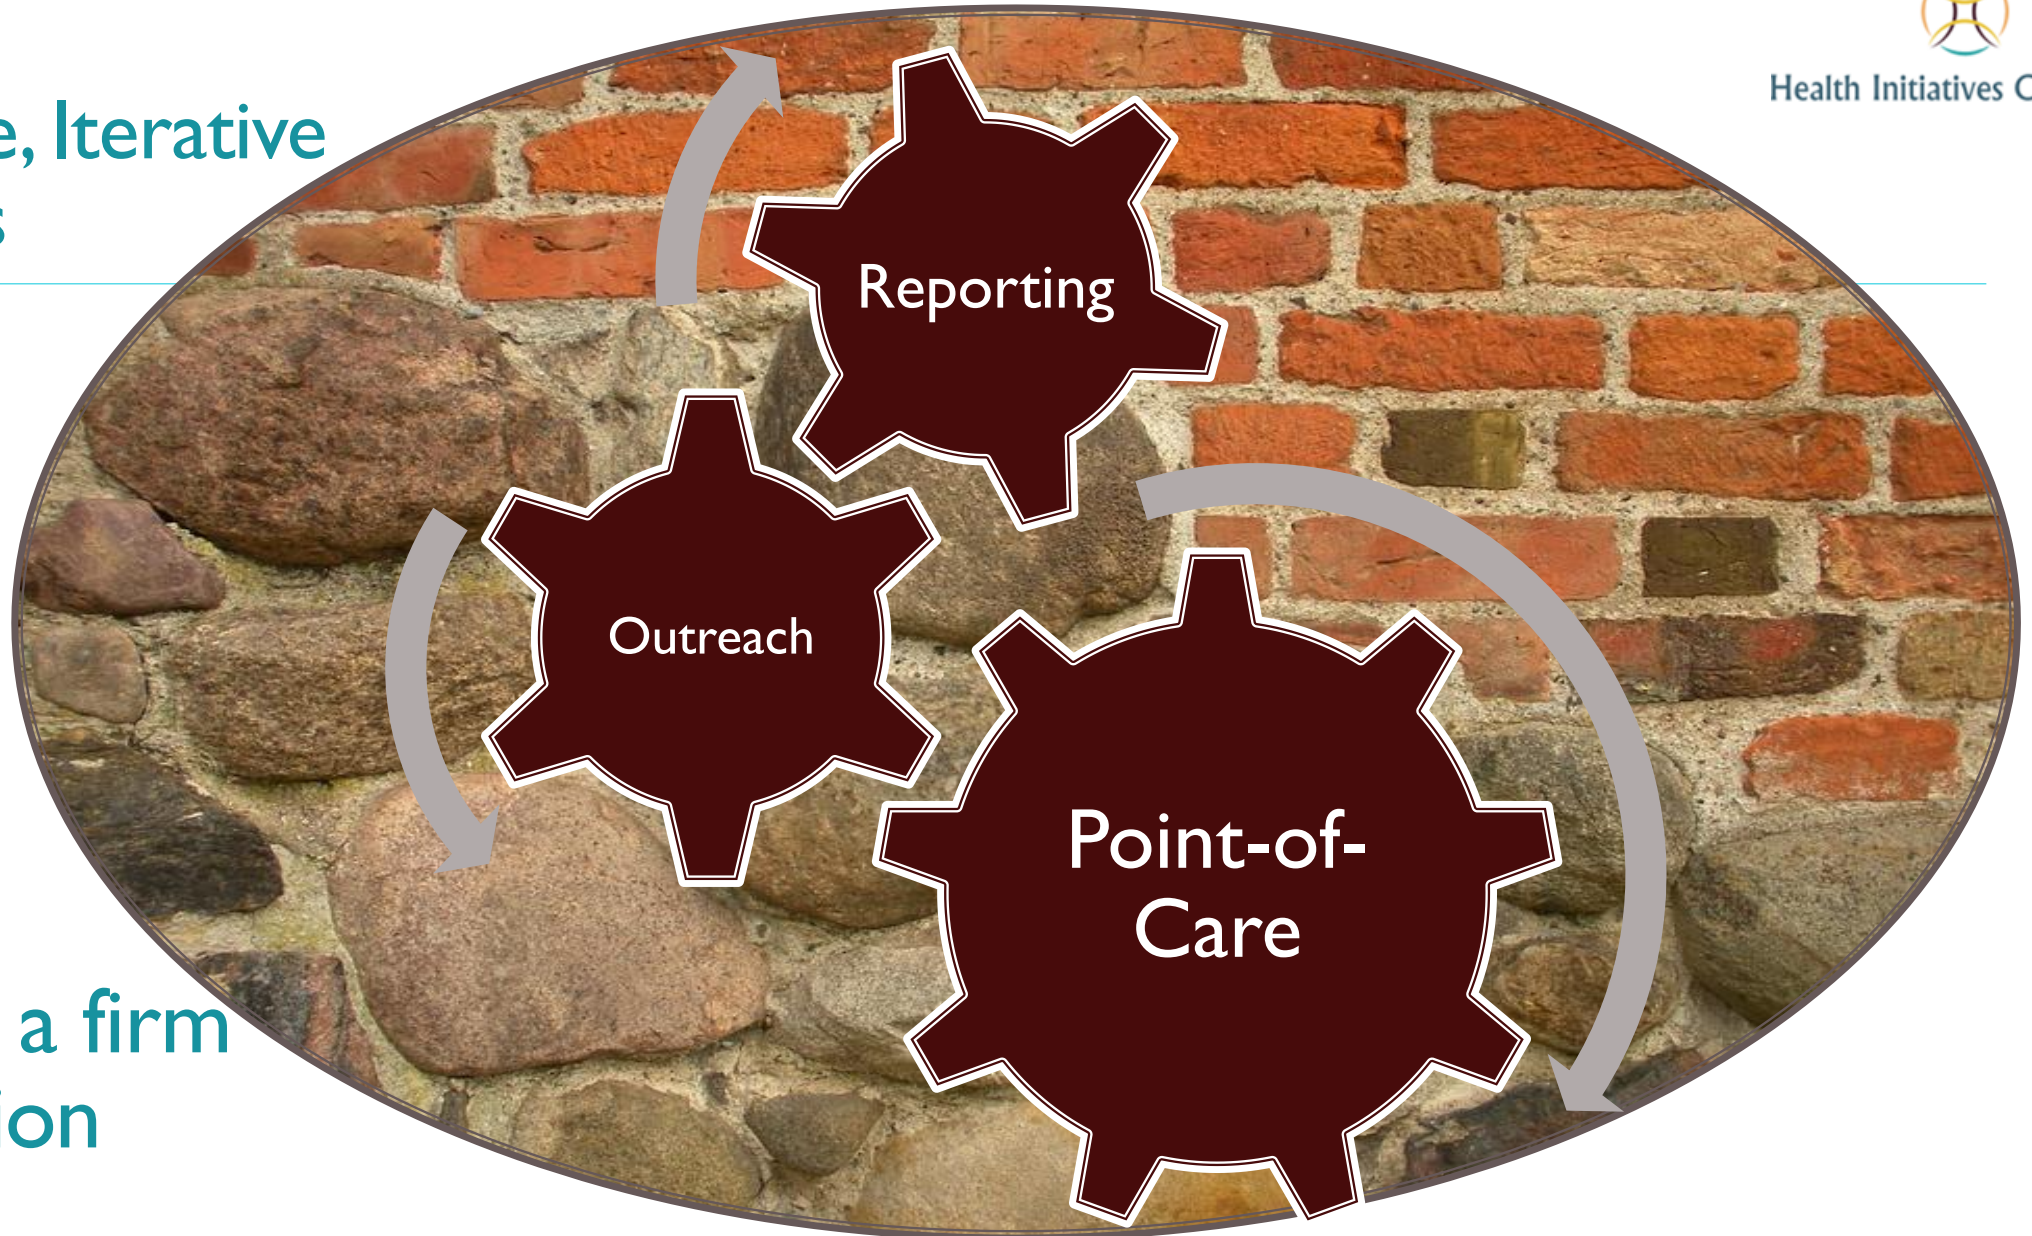 Health Initiatives C
e, Iterative
s
Reporting
Outreach
Point-of-
Care
a firm
ion